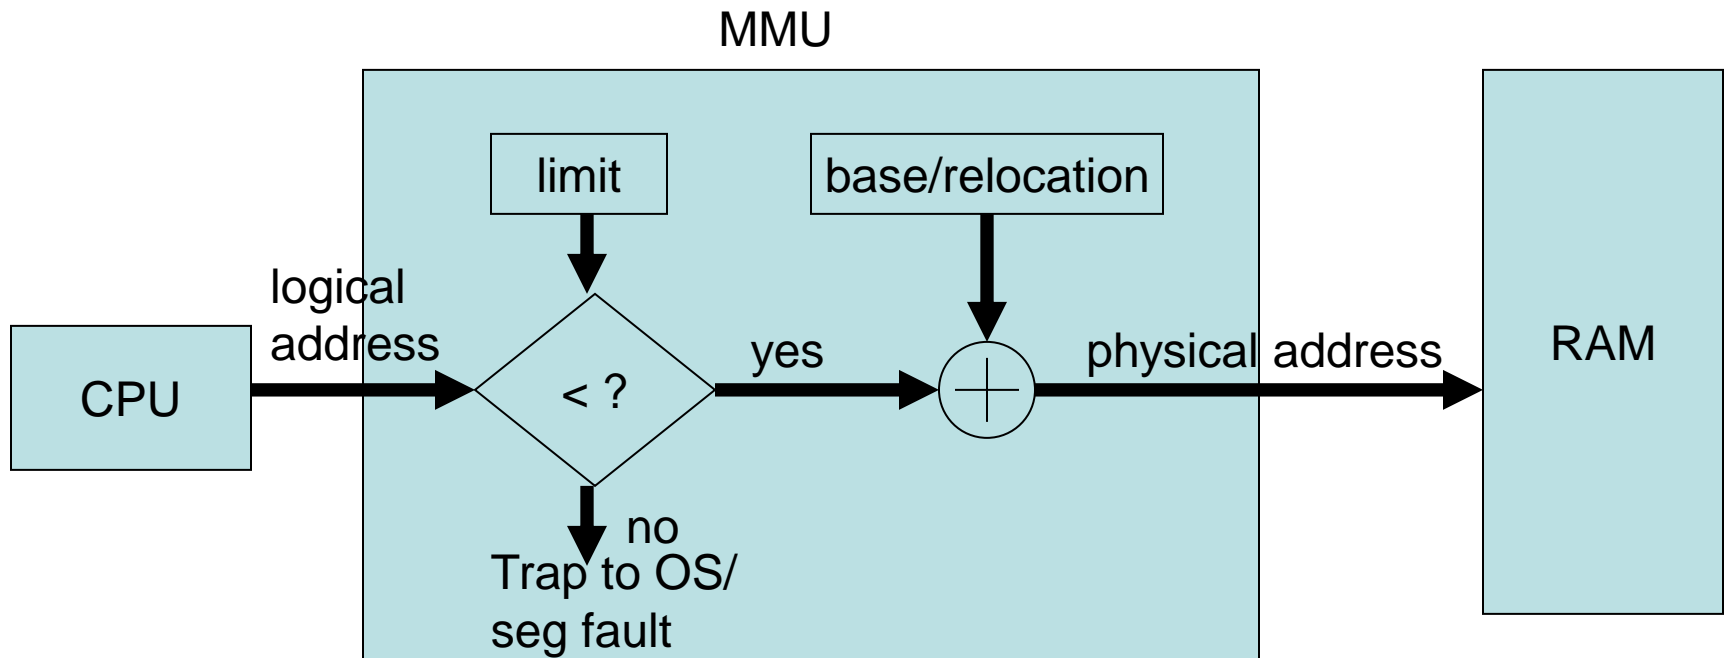 MMU
limit
base/relocation
logical
address
CPU
< ?
yes
physical address
RAM
no
Trap to OS/
seg fault